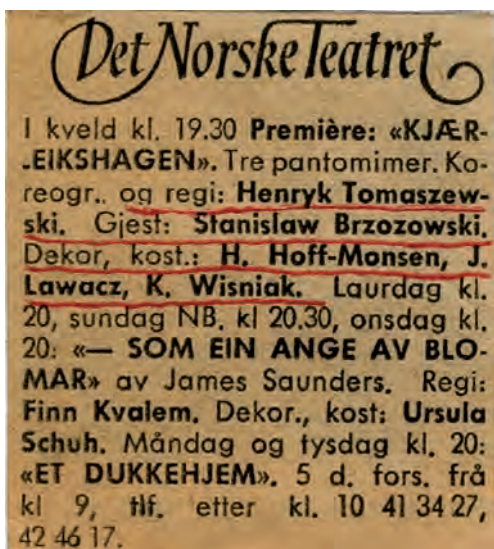 Det Norske Teatret
I kveld kl. 19.30 Première: «KJÆR-
LEIKSHAGEN». Tre pantomimer. Ko-
reogr.. og regi: Henryk Tomaszew-
ski. Gjest: Stanislaw Brzozowski.
Dekor, kost.: H. Hoff-Monsen, J.
Lawacz, K. Wisniak. Laurdag kl.
20, sundag NB. kl 20.30, onsdag kl.
20: «— SOM EIN ANGE AV BLO-
MAR» av James Saunders. Regi:
Finn Kvalem. Dekor., kost: Ursula
Schuh. Måndag og tysdag kl. 20:
«ET DUKKEHJEM». 5 d. fors. frå
kl 9, tlf. etter kl. 10 41 34 27,
42 46 17.